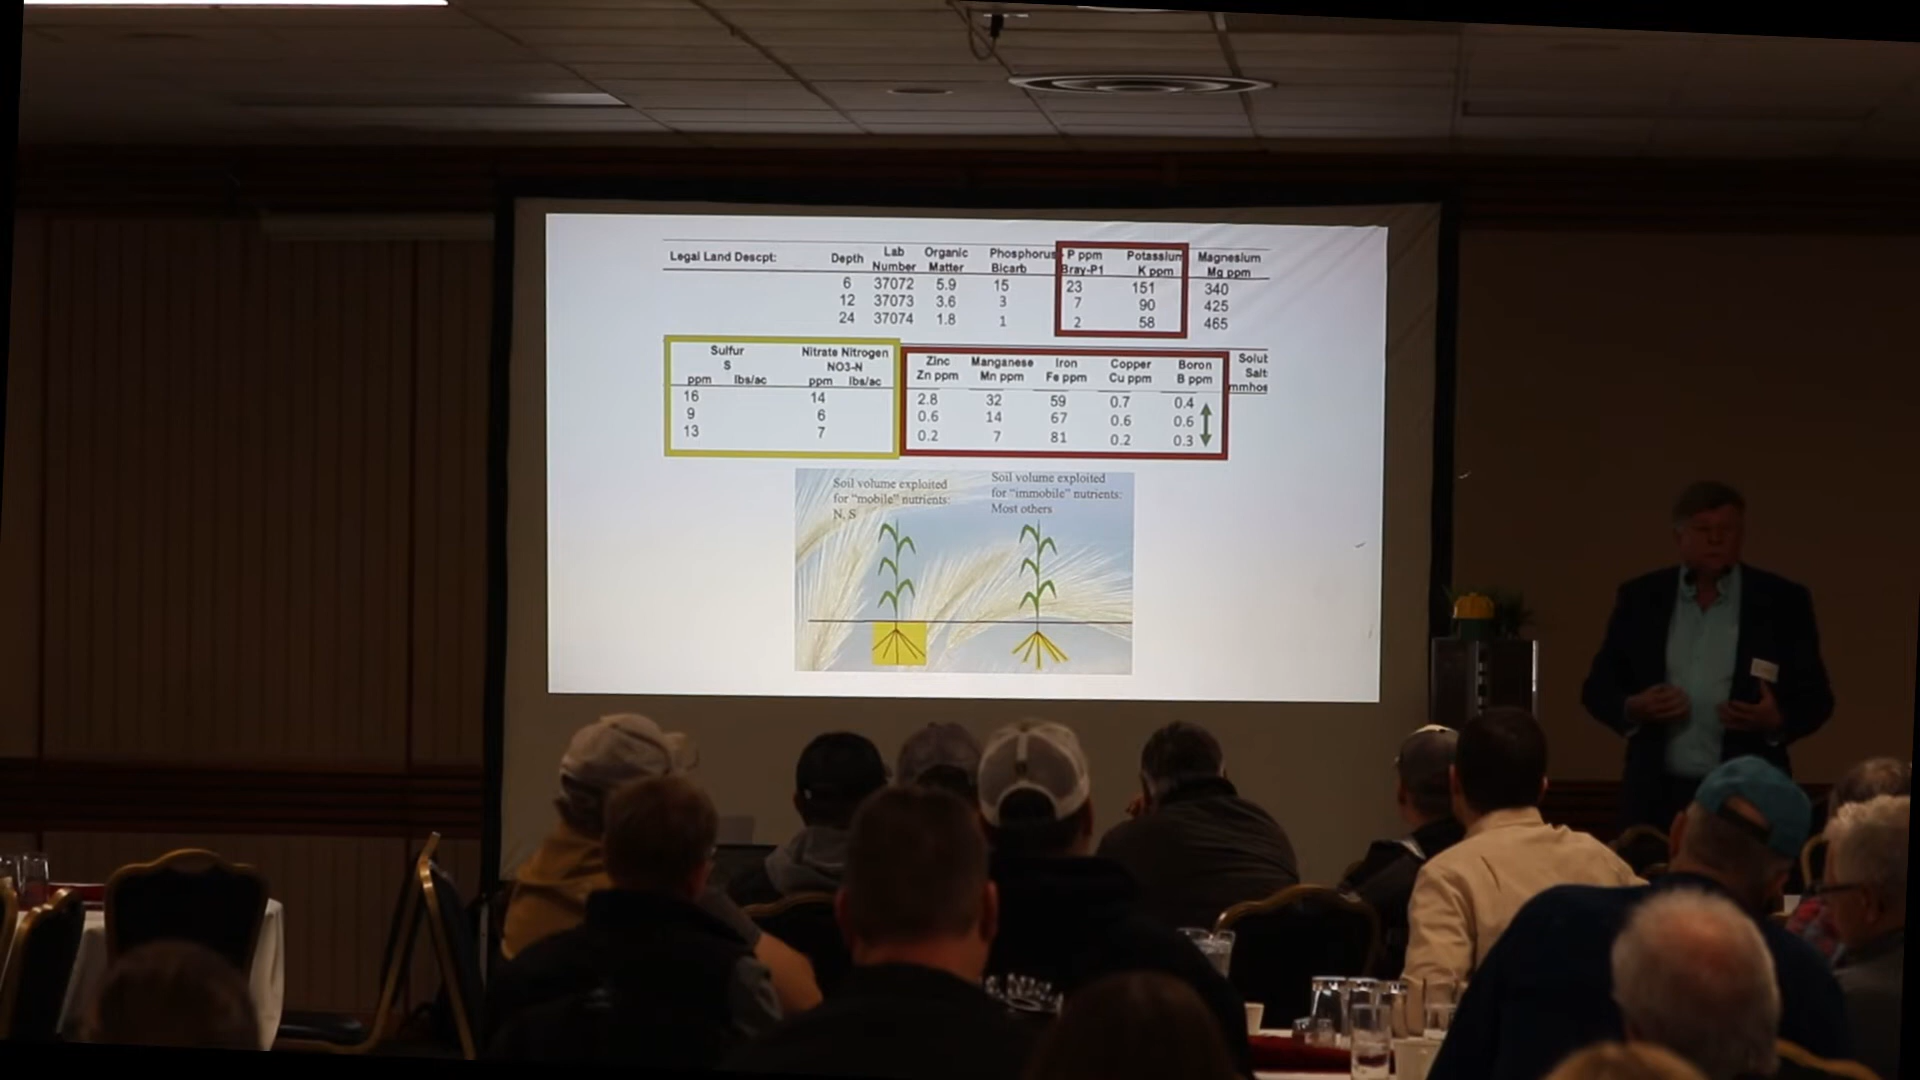 Legal Land Descpt: Depth Lab Number Organic Matter Phosphorus Bicarb P ppm Bray-P1 Potassium K ppm Magnesium Mg ppm
6 37072 5.9 15 23 151 340
12 37073 3.6 3 7 90 425
24 37074 1.8 1 2 58 465
Sulfur S ppm lbs/ac Nitrate Nitrogen NO3-N ppm lbs/ac Zinc Zn ppm Manganese Mn ppm Iron Fe ppm Copper Cu ppm Boron B ppm Solut Salt mmhos
16 14 2.8 32 59 0.7 0.4
9 6 0.6 14 67 0.6 0.6
13 7 0.2 7 81 0.2 0.3
Soil volume exploited
for "mobile" nutrients:
N, S
Soil volume exploited
for "immobile" nutrients:
Most others